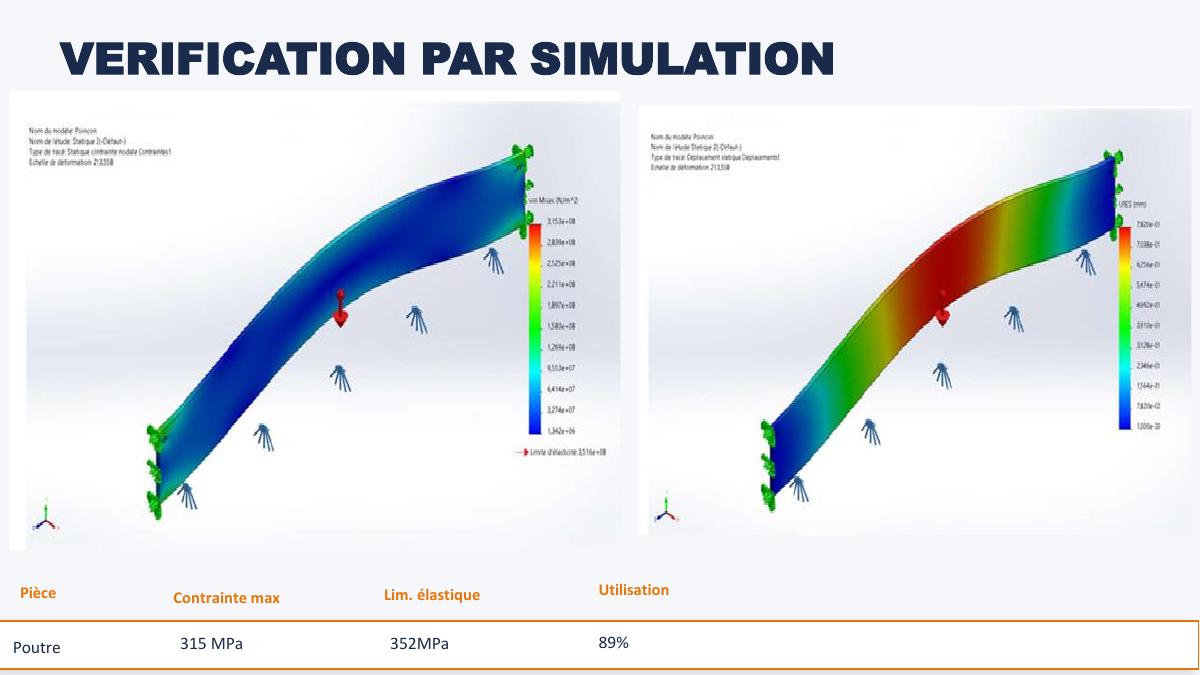 VERIFICATION PAR SIMULATION
Nom du modèle: Poincon
Nom de l'étude: Statique 2(-Défaut-)
Type de tracé: Statique contrainte nodale Contraintes1
Echelle de déformation: 213,558
von Mises (N/m^2)
3,153e+08
2,839e+08
2,525e+08
2,211e+08
1,897e+08
1,583e+08
1,269e+08
9,553e+07
6,414e+07
3,274e+07
1,342e+06
Limite d'élasticité: 3,516e+08
Nom du modèle: Poincon
Nom de l'étude: Statique 2(-Défaut-)
Type de tracé: Déplacement statique Déplacements1
Echelle de déformation: 213,558
URES (mm)
7,820e-01
7,038e-01
6,256e-01
5,474e-01
4,692e-01
3,910e-01
3,128e-01
2,346e-01
1,564e-01
7,820e-02
1,000e-30
Pièce Contrainte max Lim. élastique Utilisation
Poutre 315 MPa 352MPa 89%